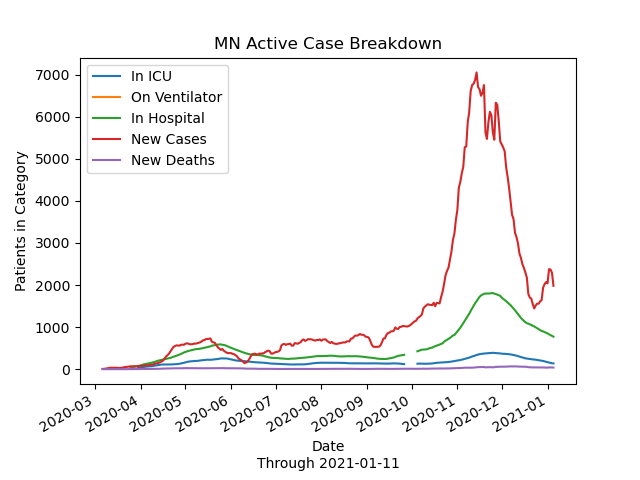 MN Active Case Breakdown
In ICU
On Ventilator
In Hospital
New Cases
New Deaths
Patients in Category
7000
6000
5000
4000
3000
2000
1000
0
2020-03
2020-04
2020-05
2020-06
2020-07
2020-08
2020-09
2020-10
2020-11
2020-12
2021-01
Date
Through 2021-01-11